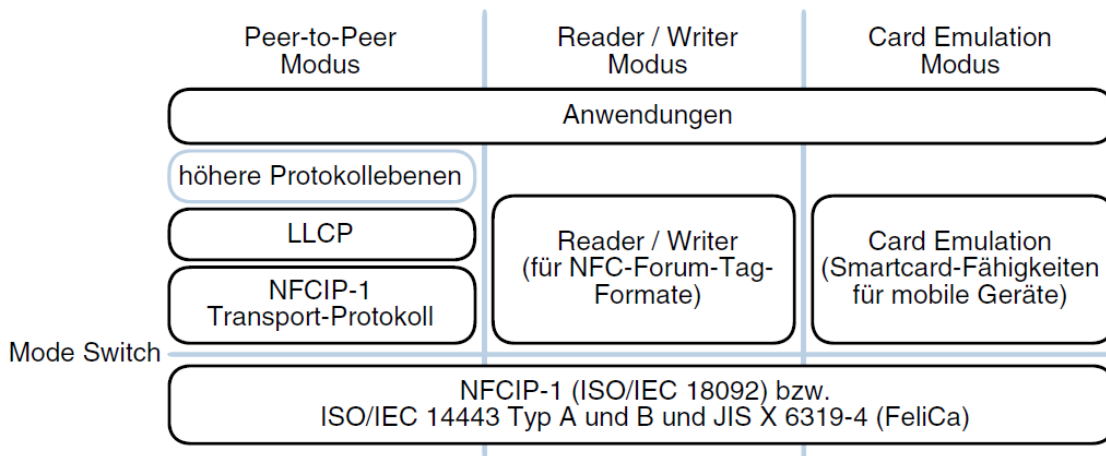 Peer-to-Peer
Modus
Reader / Writer
Modus
Card Emulation
Modus
Anwendungen
höhere Protokollebenen
LLCP
NFCIP-1
Transport-Protokoll
Reader / Writer
(für NFC-Forum-Tag-
Formate)
Card Emulation
(Smartcard-Fähigkeiten
für mobile Geräte)
Mode Switch
NFCIP-1 (ISO/IEC 18092) bzw.
ISO/IEC 14443 Typ A und B und JIS X 6319-4 (FeliCa)